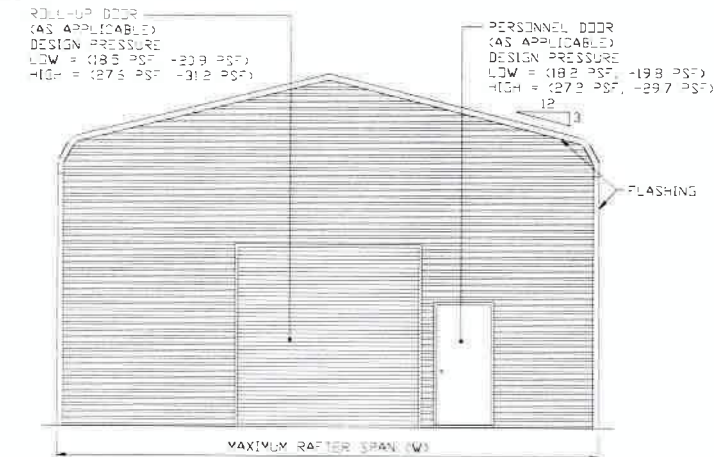 ROLL-UP DOOR
(AS APPLICABLE)
DESIGN PRESSURE
LOW = (18.5 PSF, -20.9 PSF)
HIGH = (27.6 PSF, -31.2 PSF)
PERSONNEL DOOR
(AS APPLICABLE)
DESIGN PRESSURE
LOW = (18.2 PSF, -19.8 PSF)
HIGH = (27.2 PSF, -29.7 PSF)
12
3
FLASHING
MAXIMUM RAFTER SPAN (W)